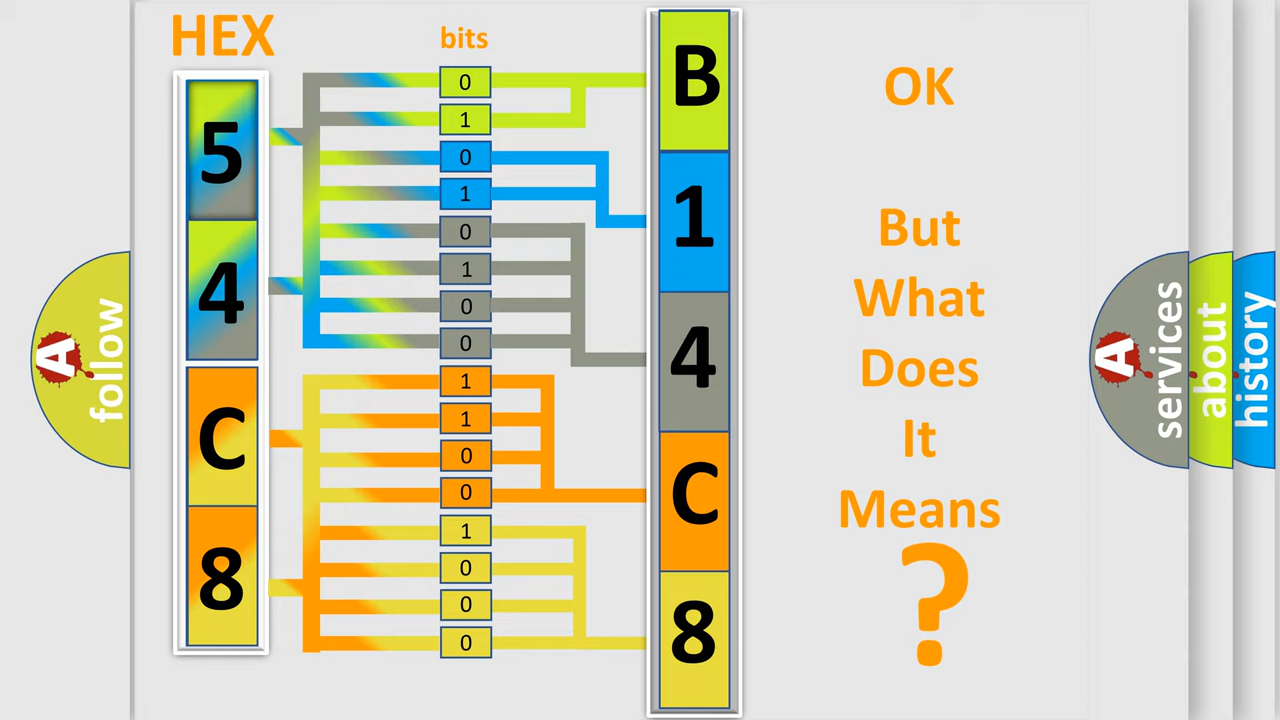 HEX
bits
5
4
C
8
0
1
0
1
0
1
0
0
1
1
0
0
1
0
0
0
B
1
4
C
8
OK
But
What
Does
It
Means
?
A
follow
A
services
about
history